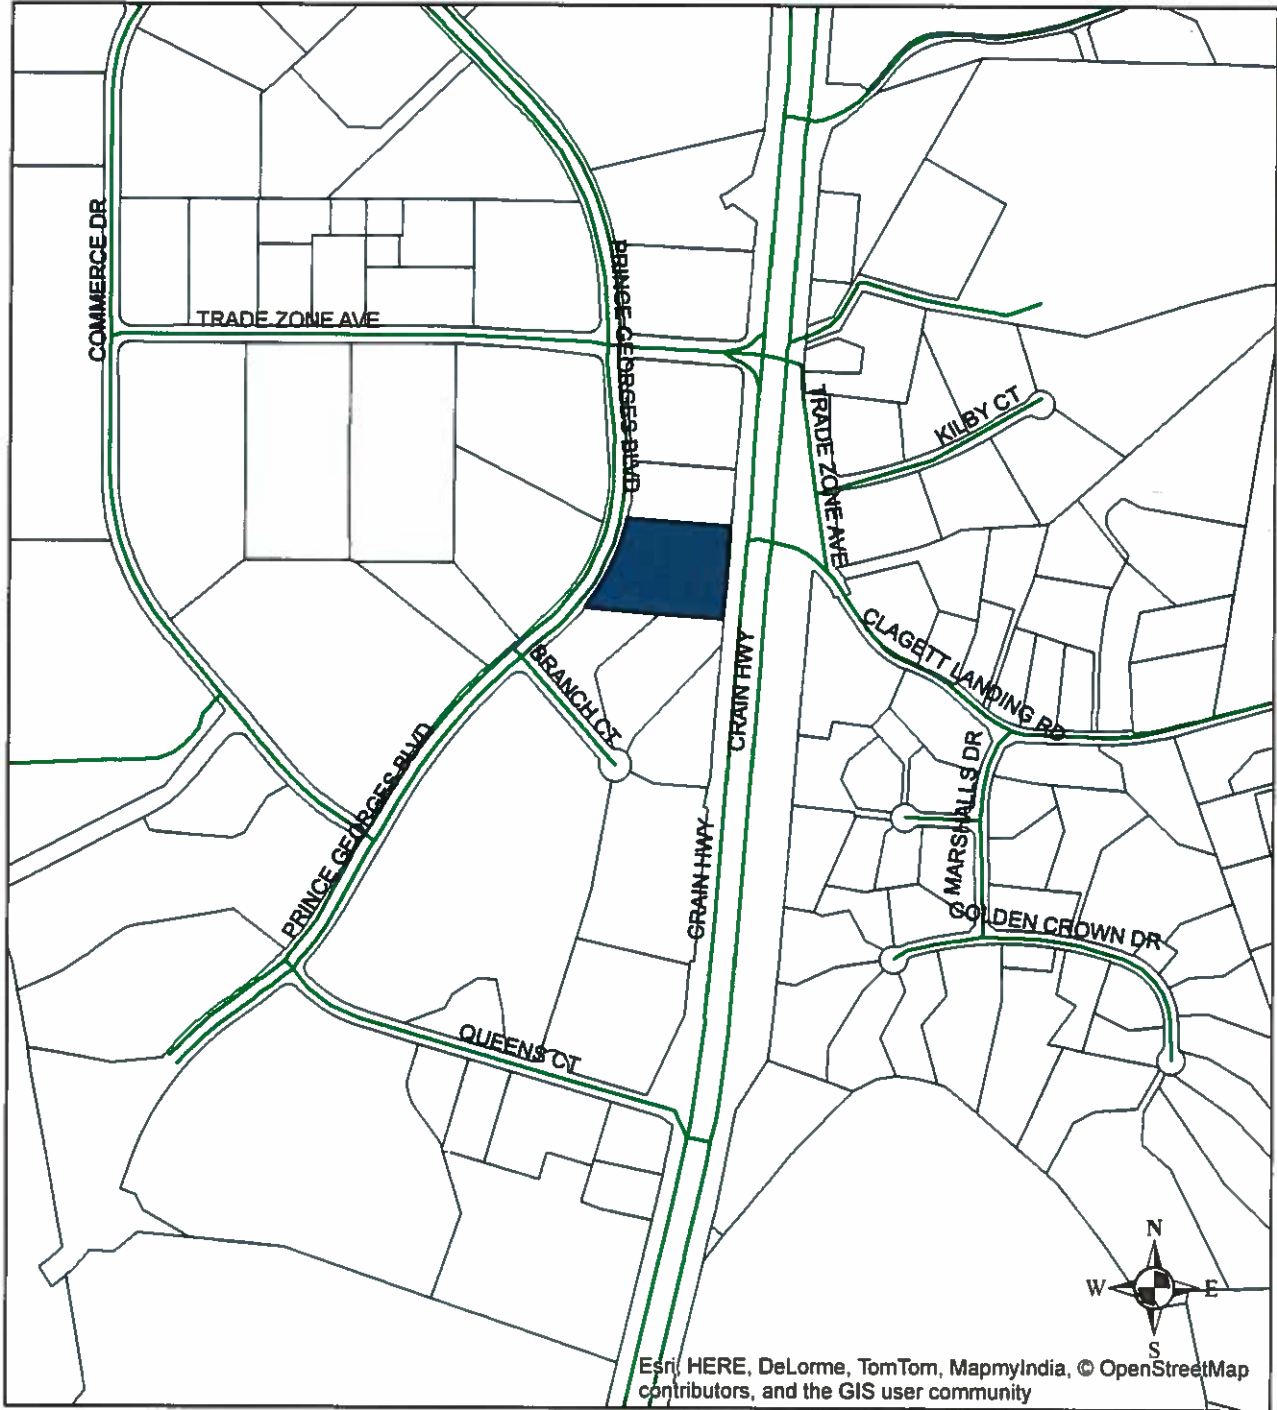 COMMERCE DR
TRADE ZONE AVE
PRINCE GEORGES BLVD
TRADE ZONE AVE
KILBY CT
CLAGETT LANDING RD
BRANCH CT
CRAIN HWY
PRINCE GEORGES BLVD
MARSHALLS DR
CRAIN HWY
GOLDEN CROWN DR
QUEENS CT
N
W
E
S
Esri, HERE, DeLorme, TomTom, MapmyIndia, © OpenStreetMap
contributors, and the GIS user community